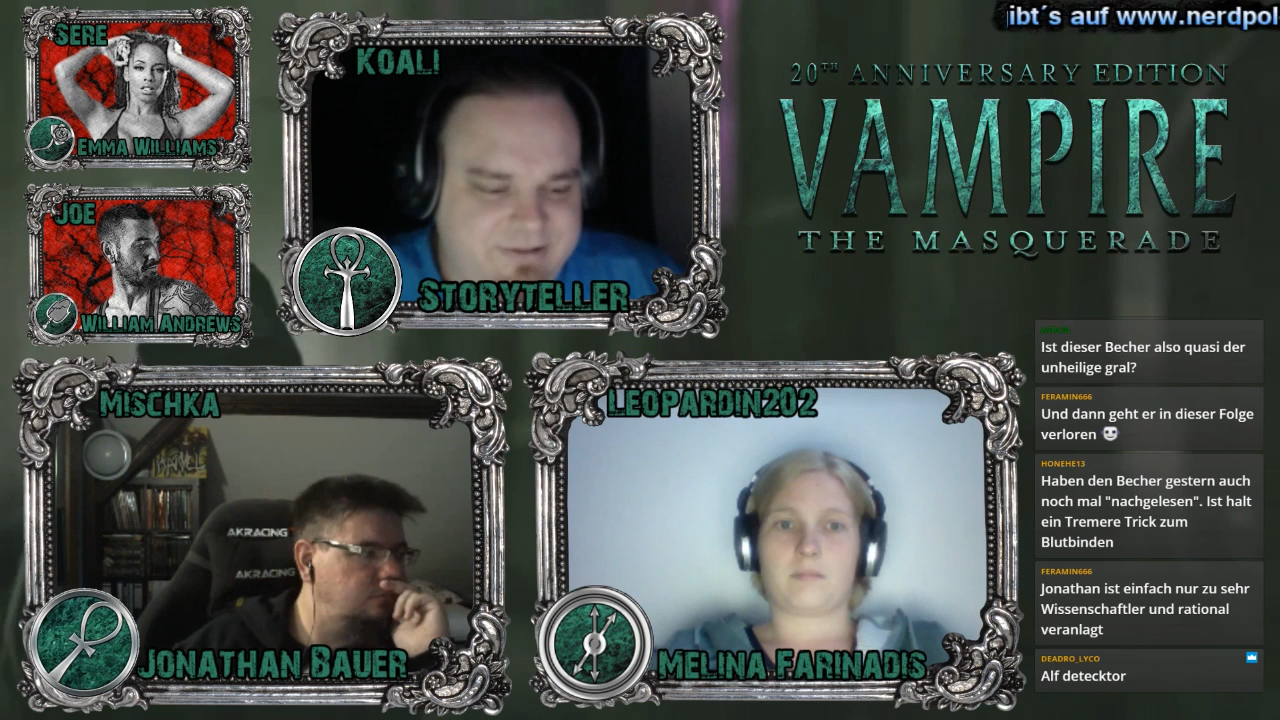 ibt´s auf www.nerdpol
SERE
EMMA WILLIAMS
JOE
WILLIAM ANDREWS
KOALI
STORYTELLER
20TH ANNIVERSARY EDITION
VAMPIRE
THE MASQUERADE
MISCHKA
AKRACING
AKRACING
JONATHAN BAUER
LEOPARDIN202
MELINA FARINADIS
Ist dieser Becher also quasi der
unheilige gral?
FERAMIN666
Und dann geht er in dieser Folge
verloren
HONEHE13
Haben den Becher gestern auch
noch mal "nachgelesen". Ist halt
ein Tremere Trick zum
Blutbinden
FERAMIN666
Jonathan ist einfach nur zu sehr
Wissenschaftler und rational
veranlagt
DEADRO_LYCO
Alf detecktor